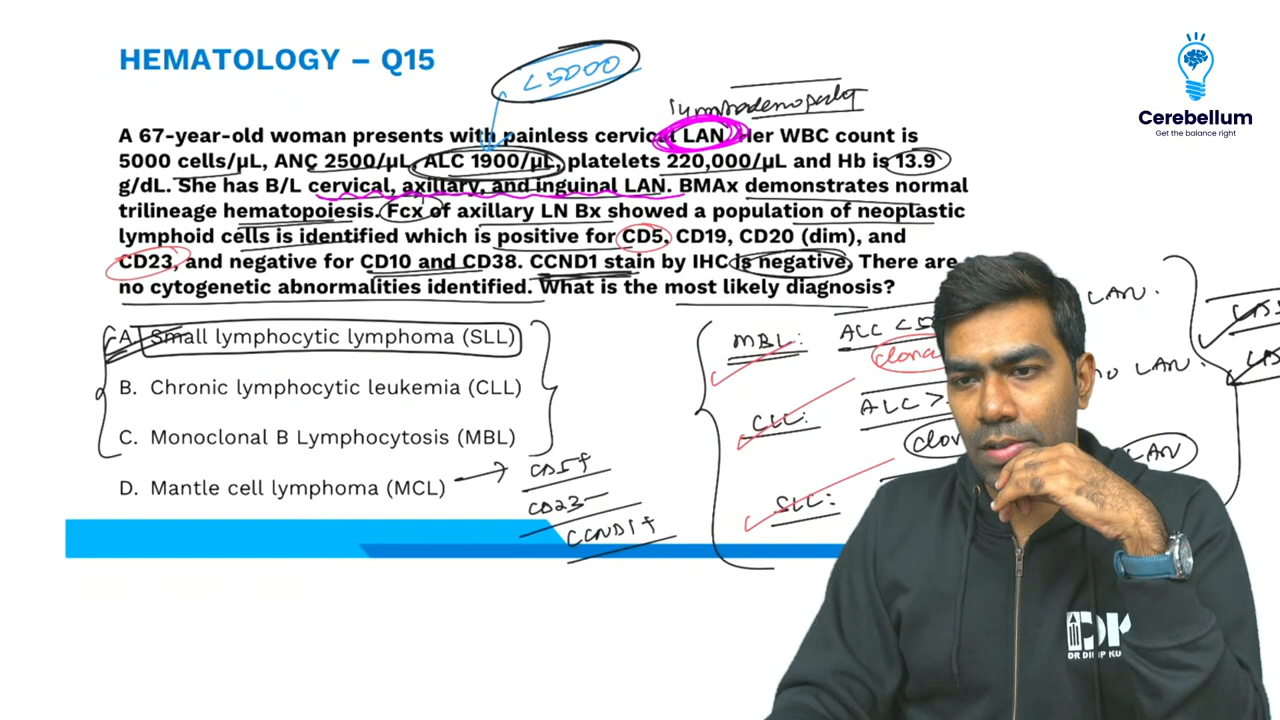 HEMATOLOGY – Q15
<5000
lymphadenopathy
Cerebellum
Get the balance right
A 67-year-old woman presents with painless cervical LAN. Her WBC count is
5000 cells/µL, ANC 2500/µL, ALC 1900/µL, platelets 220,000/µL and Hb is 13.9
g/dL. She has B/L cervical, axillary, and inguinal LAN. BMAx demonstrates normal
trilineage hematopoiesis. Fcx of axillary LN Bx showed a population of neoplastic
lymphoid cells is identified which is positive for CD5, CD19, CD20 (dim), and
CD23, and negative for CD10 and CD38. CCND1 stain by IHC is negative. There are
no cytogenetic abnormalities identified. What is the most likely diagnosis?
A. Small lymphocytic lymphoma (SLL)
B. Chronic lymphocytic leukemia (CLL)
C. Monoclonal B Lymphocytosis (MBL)
D. Mantle cell lymphoma (MCL)
CD5+
CD23-
CCND1+
MBL: ALC <5 LAN.
clona
CLL: ALC > no LAN.
clon
SLL: LAN
DR DILIP KU